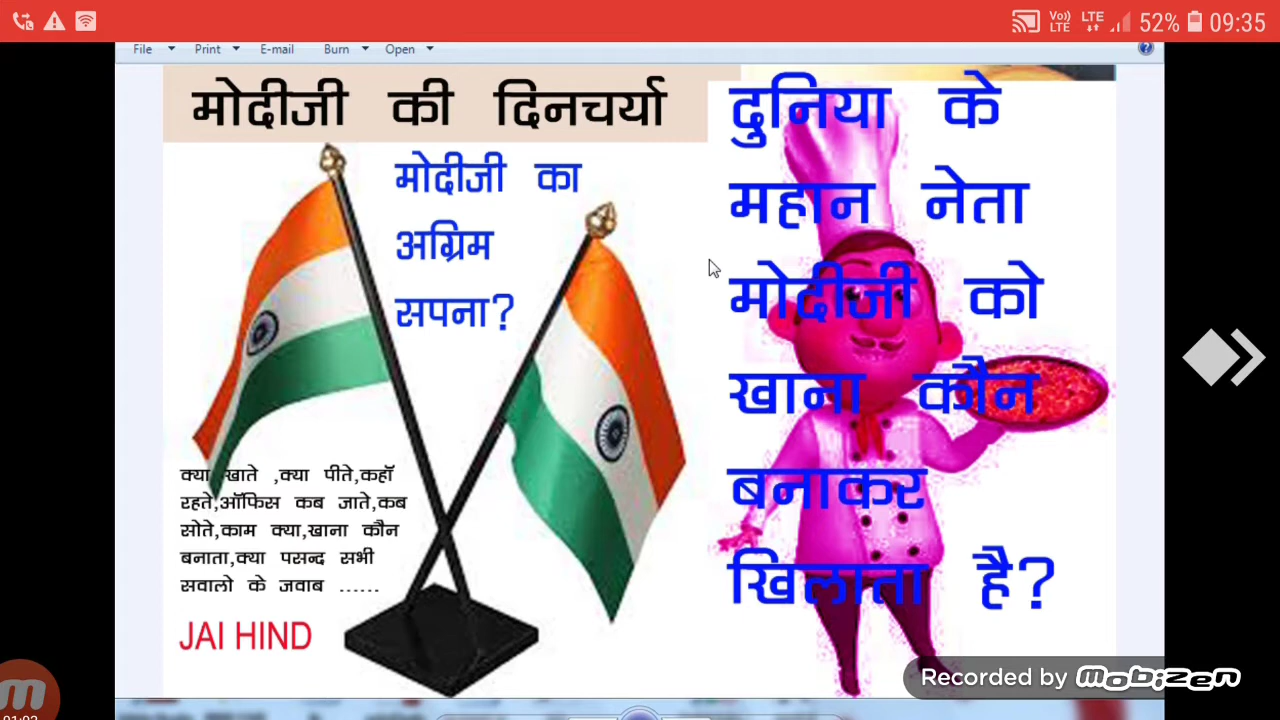 52% 09:35
File Print E-mail Burn Open
मोदीजी की दिनचर्या
मोदीजी का
अग्रिम
सपना?
क्या खाते ,क्या पीते,कहॉ
रहते,ऑफिस कब जाते,कब
सोते,काम क्या,खाना कौन
बनाता,क्या पसन्द सभी
सवालो के जवाब ......
JAI HIND
दुनिया के
महान नेता
मोदीजी को
खाना कौन
बनाकर
खिलाता है?
Recorded by mobizen